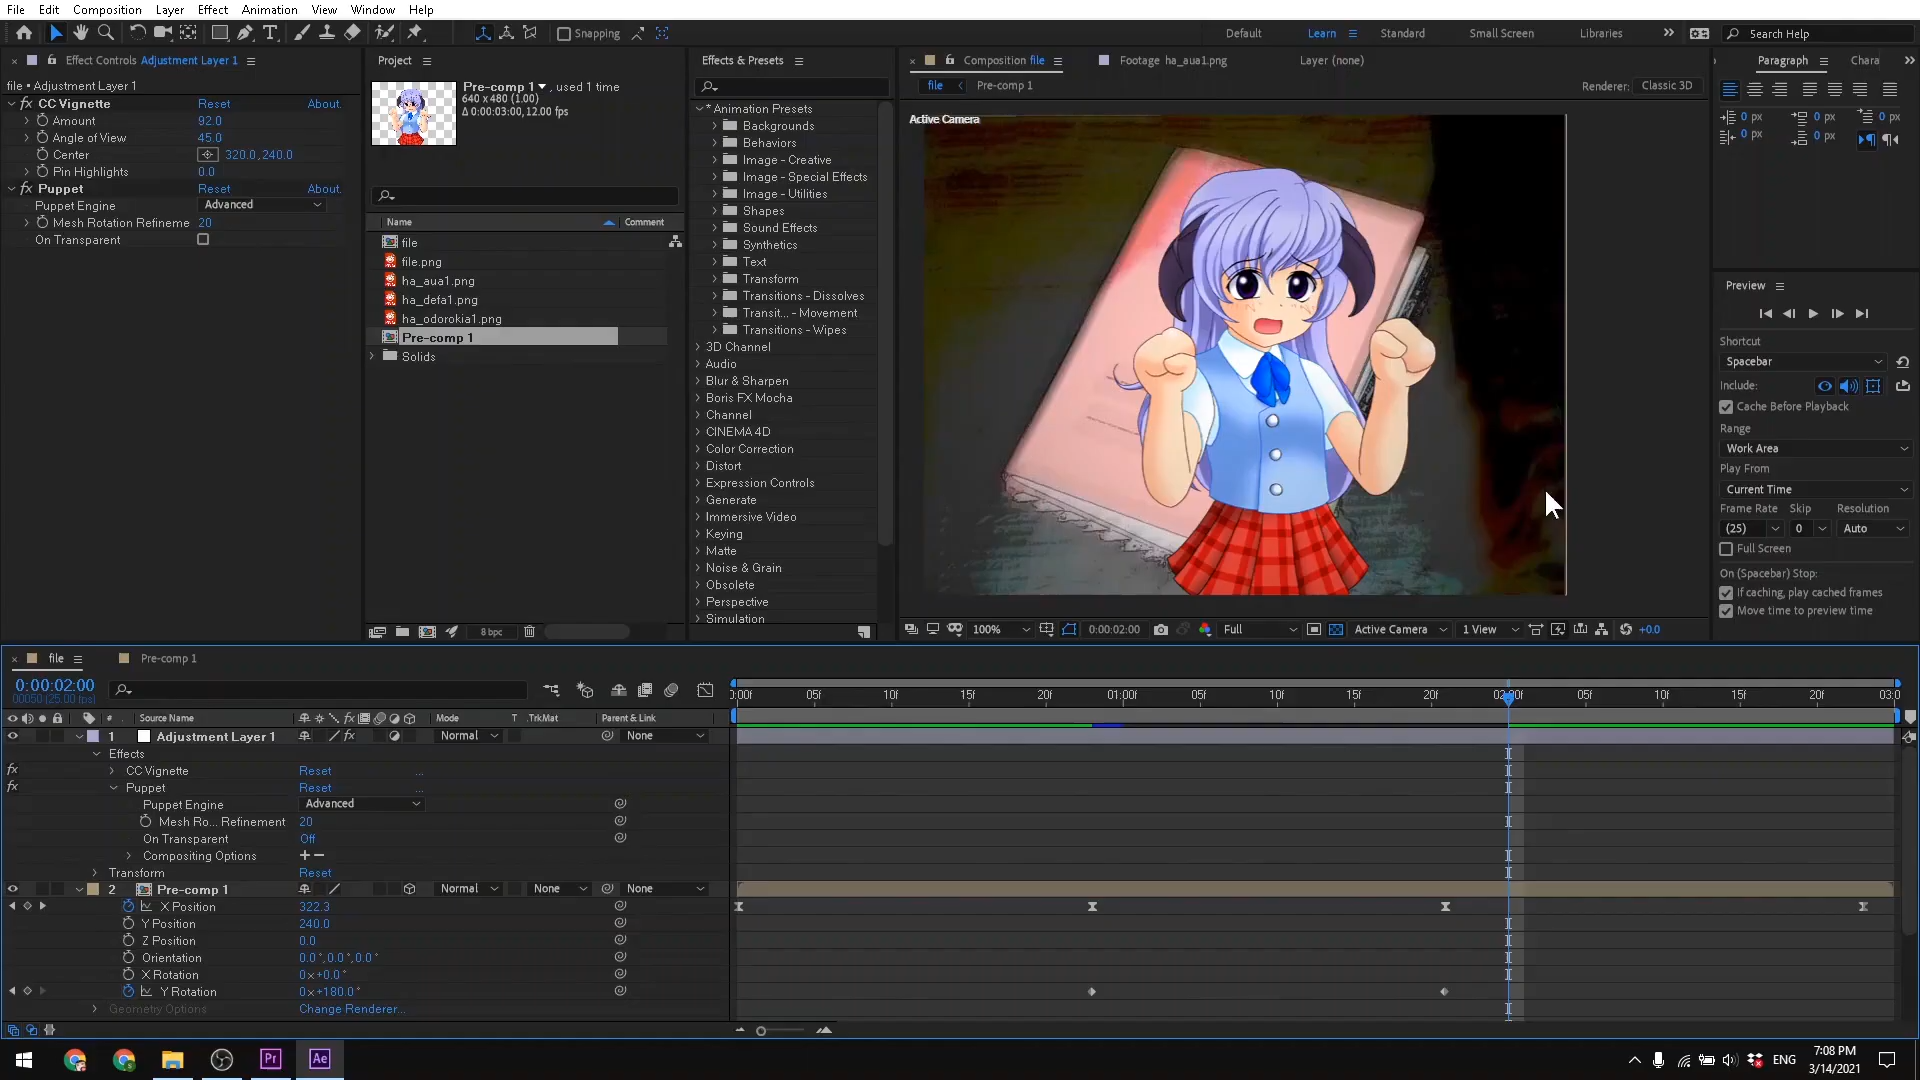 File Edit Composition Layer Effect Animation View Window Help
Snapping
Default Learn Standard Small Screen Libraries Search Help
Effect Controls Adjustment Layer 1
file • Adjustment Layer 1
fx CC Vignette Reset About.
Amount 92.0
Angle of View 45.0
Center 320.0,240.0
Pin Highlights 0.0
fx Puppet Reset About.
Puppet Engine Advanced
Mesh Rotation Refineme 20
On Transparent
Project
Pre-comp 1 , used 1 time
640 x 480 (1.00)
Δ 0:00:03:00, 12.00 fps
Name Comment
file
file.png
ha_aua1.png
ha_defa1.png
ha_odorokia1.png
Pre-comp 1
Solids
8 bpc
Effects & Presets
* Animation Presets
Backgrounds
Behaviors
Image - Creative
Image - Special Effects
Image - Utilities
Shapes
Sound Effects
Synthetics
Text
Transform
Transitions - Dissolves
Transit... - Movement
Transitions - Wipes
3D Channel
Audio
Blur & Sharpen
Boris FX Mocha
Channel
CINEMA 4D
Color Correction
Distort
Expression Controls
Generate
Immersive Video
Keying
Matte
Noise & Grain
Obsolete
Perspective
Simulation
Composition file Footage ha_aua1.png Layer (none)
file Pre-comp 1 Renderer: Classic 3D
Active Camera
100% 0:00:02:00 Full Active Camera 1 View +0.0
Paragraph Chara
0 px 0 px 0 px
0 px 0 px
Preview
Shortcut
Spacebar
Include:
Cache Before Playback
Range
Work Area
Play From
Current Time
Frame Rate Skip Resolution
(25) 0 Auto
Full Screen
On (Spacebar) Stop:
If caching, play cached frames
Move time to preview time
file Pre-comp 1
0:00:02:00
00050 (25.00 fps)
:00f 05f 10f 15f 20f 01:00f 05f 10f 15f 20f 02:00f 05f 10f 15f 20f 03:0
# Source Name fx Mode T .TrkMat Parent & Link
1 Adjustment Layer 1 fx Normal None
Effects
fx CC Vignette Reset ...
fx Puppet Reset ...
Puppet Engine Advanced
Mesh Ro... Refinement 20
On Transparent Off
Compositing Options +−
Transform Reset
2 Pre-comp 1 Normal None None
X Position 322.3
Y Position 240.0
Z Position 0.0
Orientation 0.0°,0.0°,0.0°
X Rotation 0x+0.0°
Y Rotation 0x+180.0°
Geometry Options Change Renderer...
Pr Ae ENG 7:08 PM
3/14/2021